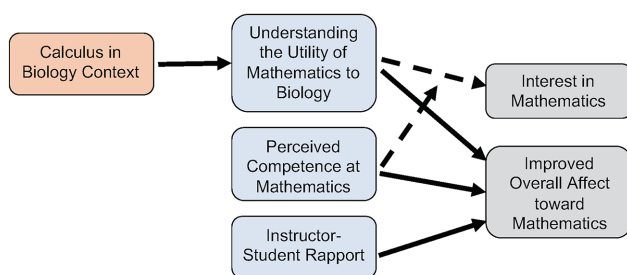 Calculus in
Biology Context
Understanding
the Utility of
Mathematics to
Biology
Perceived
Competence at
Mathematics
Instructor-
Student Rapport
Interest in
Mathematics
Improved
Overall Affect
toward
Mathematics